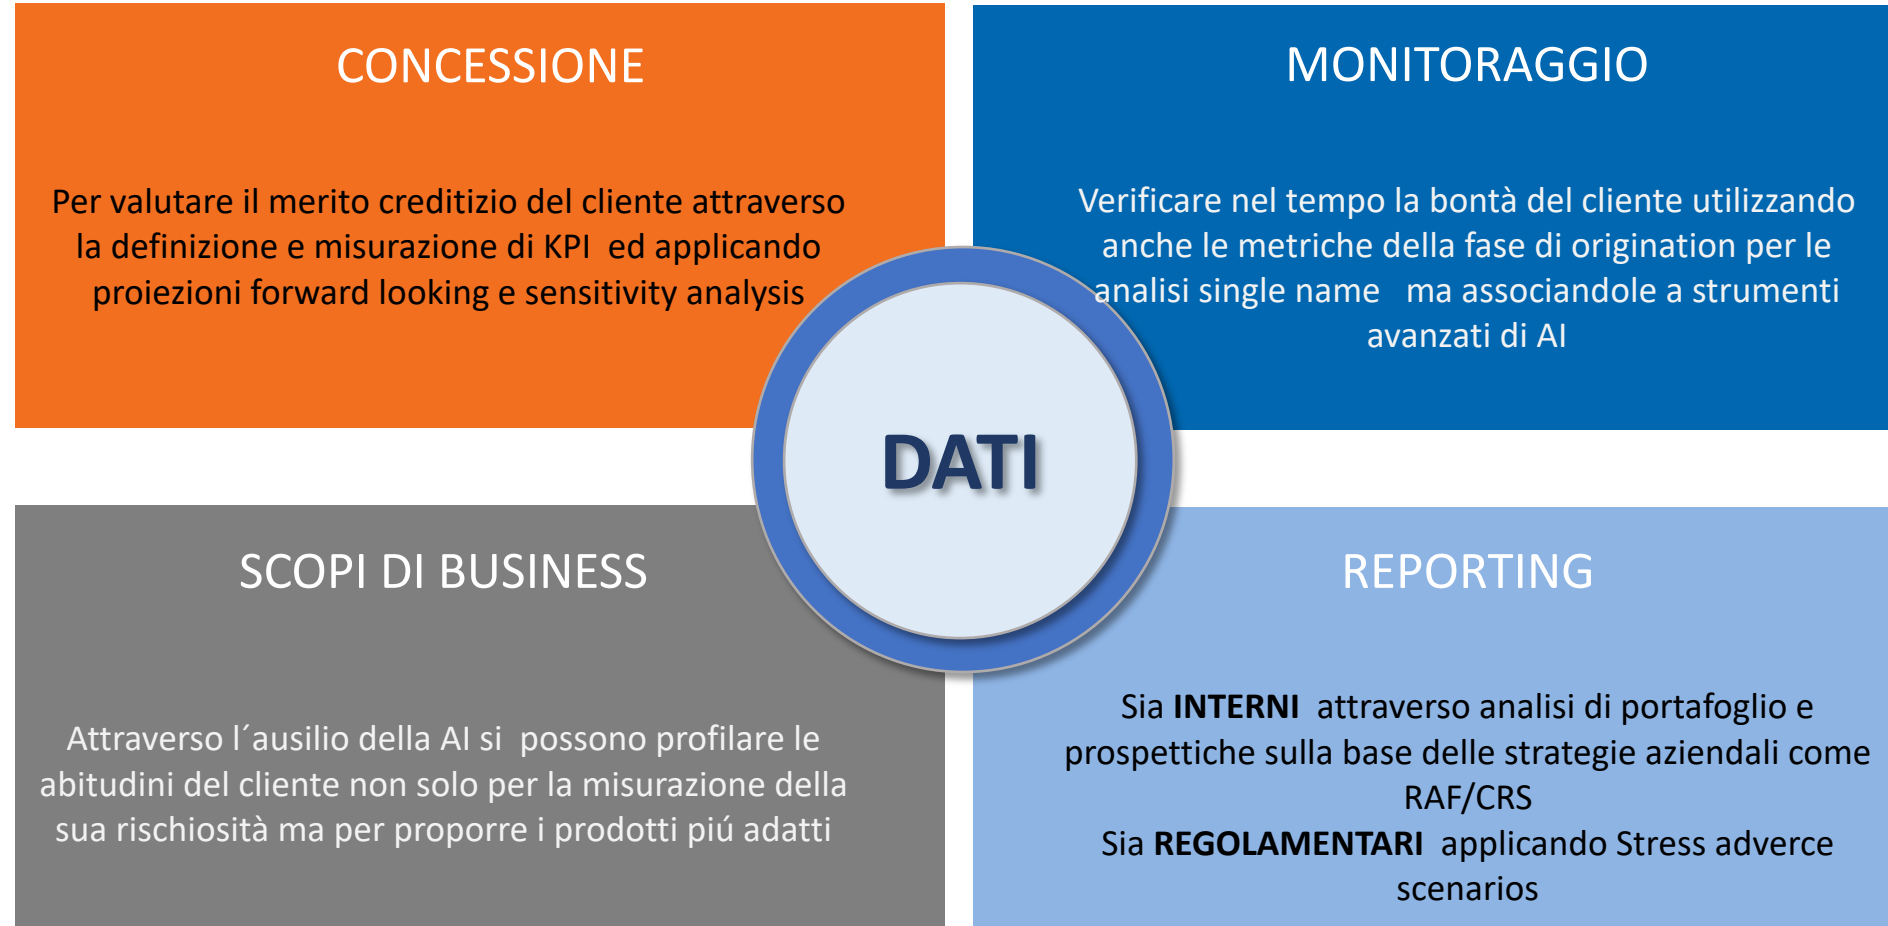 CONCESSIONE
Per valutare il merito creditizio del cliente attraverso
la definizione e misurazione di KPI  ed applicando
proiezioni forward looking e sensitivity analysis
MONITORAGGIO
Verificare nel tempo la bontà del cliente utilizzando
anche le metriche della fase di origination per le
analisi single name   ma associandole a strumenti
avanzati di AI
DATI
SCOPI DI BUSINESS
Attraverso l´ausilio della AI si  possono profilare le
abitudini del cliente non solo per la misurazione della
sua rischiosità ma per proporre i prodotti piú adatti
REPORTING
Sia INTERNI  attraverso analisi di portafoglio e
prospettiche sulla base delle strategie aziendali come
RAF/CRS
Sia REGOLAMENTARI  applicando Stress adverce
scenarios